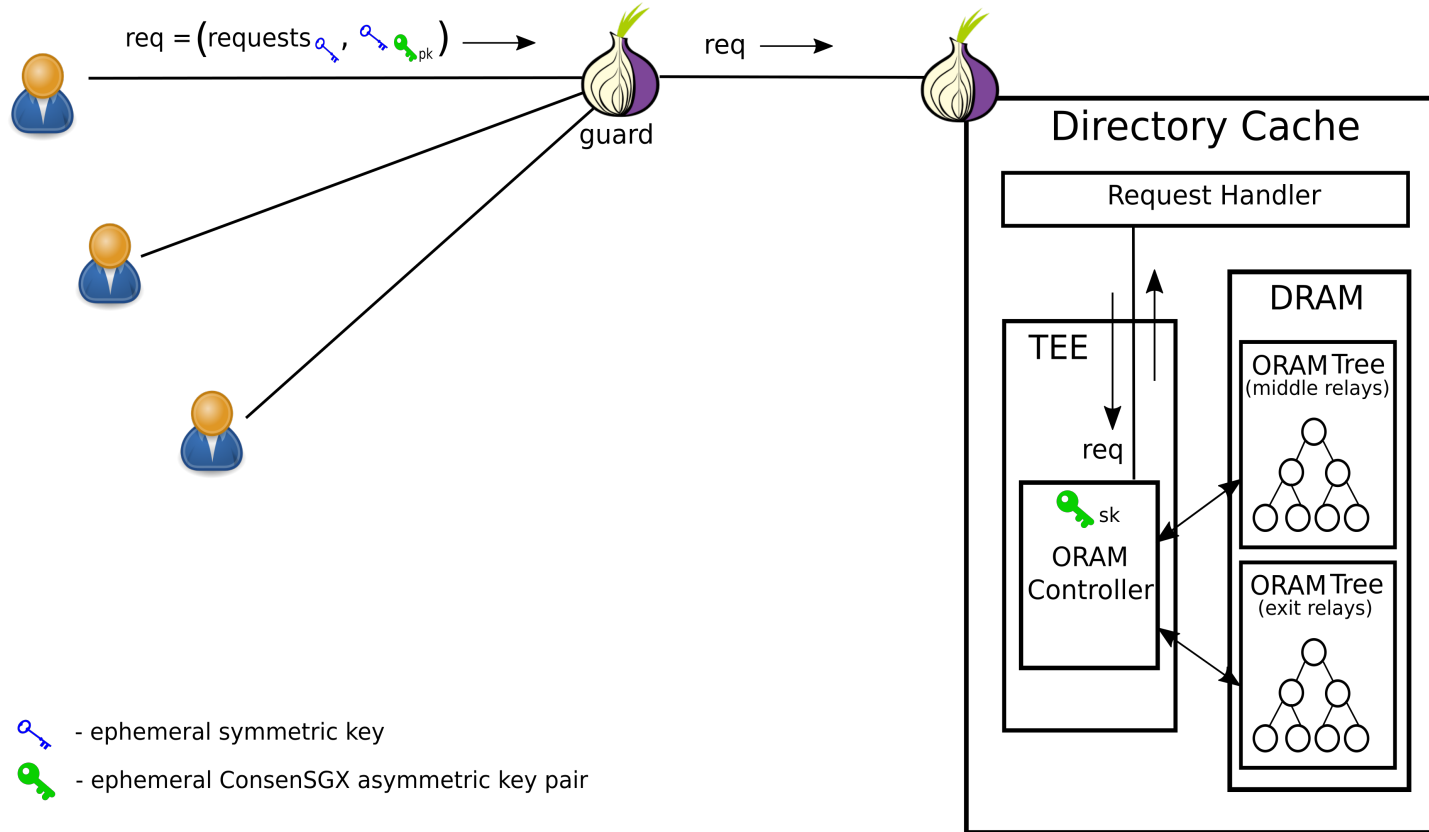 req = (requests, pk)
req
guard
Directory Cache
Request Handler
DRAM
TEE
ORAM Tree
(middle relays)
req
sk
ORAM
Controller
ORAM Tree
(exit relays)
- ephemeral symmetric key
- ephemeral ConsenSGX asymmetric key pair